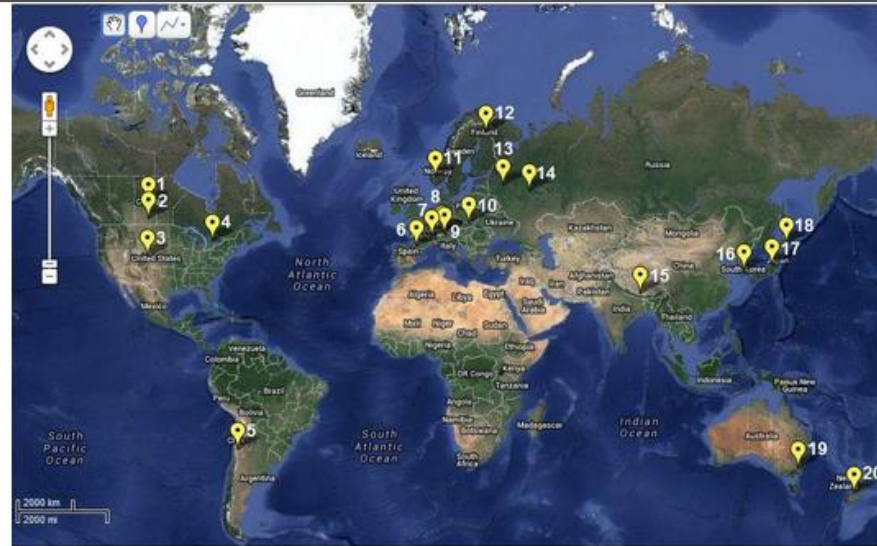 Greenland
12
Finland
Iceland
13
11
Sweden
14
Russia
Norway
1
2
United
Kingdom
8
10
4
7
Ukraine
Kazakhstan
Mongolia
18
6
9
17
3
United States
Spain
Italy
Turkey
16
South Korea
China
15
North
Atlantic
Ocean
Algeria
Libya
Egypt
Iraq
Iran
Afghanistan
Pakistan
Saudi
Arabia
India
Mexico
Mali
Niger
Chad
Sudan
Thailand
Nigeria
Ethiopia
Venezuela
Colombia
DR Congo
Kenya
Tanzania
Indonesia
Papua New
Guinea
Peru
Brazil
Bolivia
Angola
Namibia
Botswana
Madagascar
5
South
Pacific
Ocean
South
Atlantic
Ocean
Indian
Ocean
Australia
South
Africa
19
Argentina
20
2000 km
2000 mi